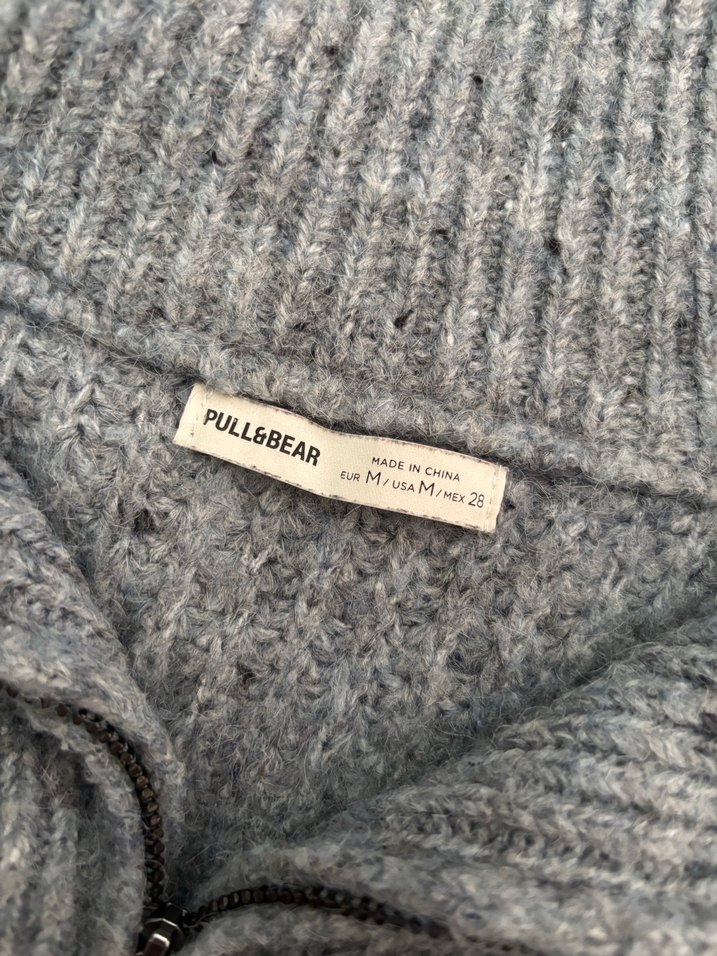 PULL&BEAR
MADE IN CHINA
EUR M / USA M / MEX 28